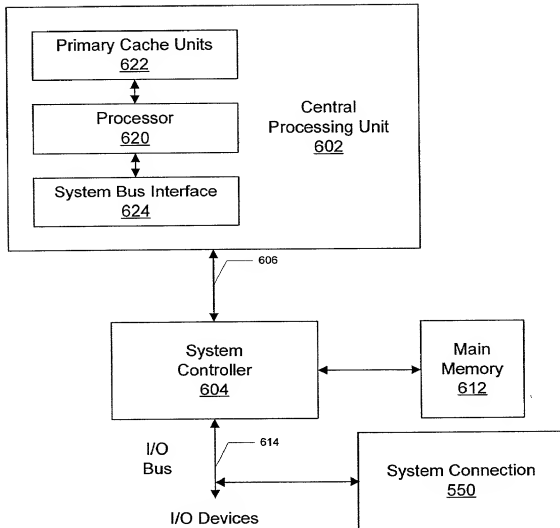 Primary Cache Units
622
Processor
620
System Bus Interface
624
Central
Processing Unit
602
606
System
Controller
604
Main
Memory
612
614
I/O
Bus
I/O Devices
System Connection
550